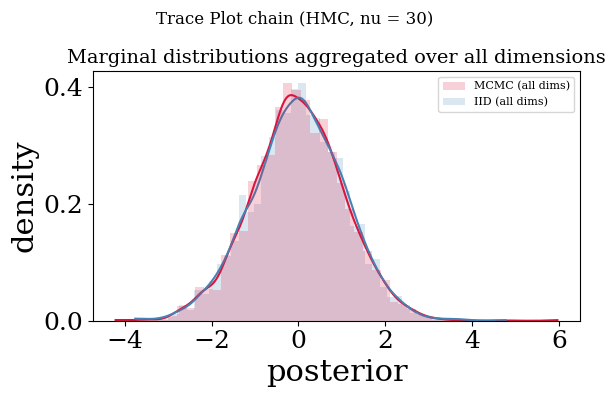 Trace Plot chain (HMC, nu = 30)
Marginal distributions aggregated over all dimensions
MCMC (all dims)
IID (all dims)
density
0.4
0.2
0.0
−4 −2 0 2 4 6
posterior